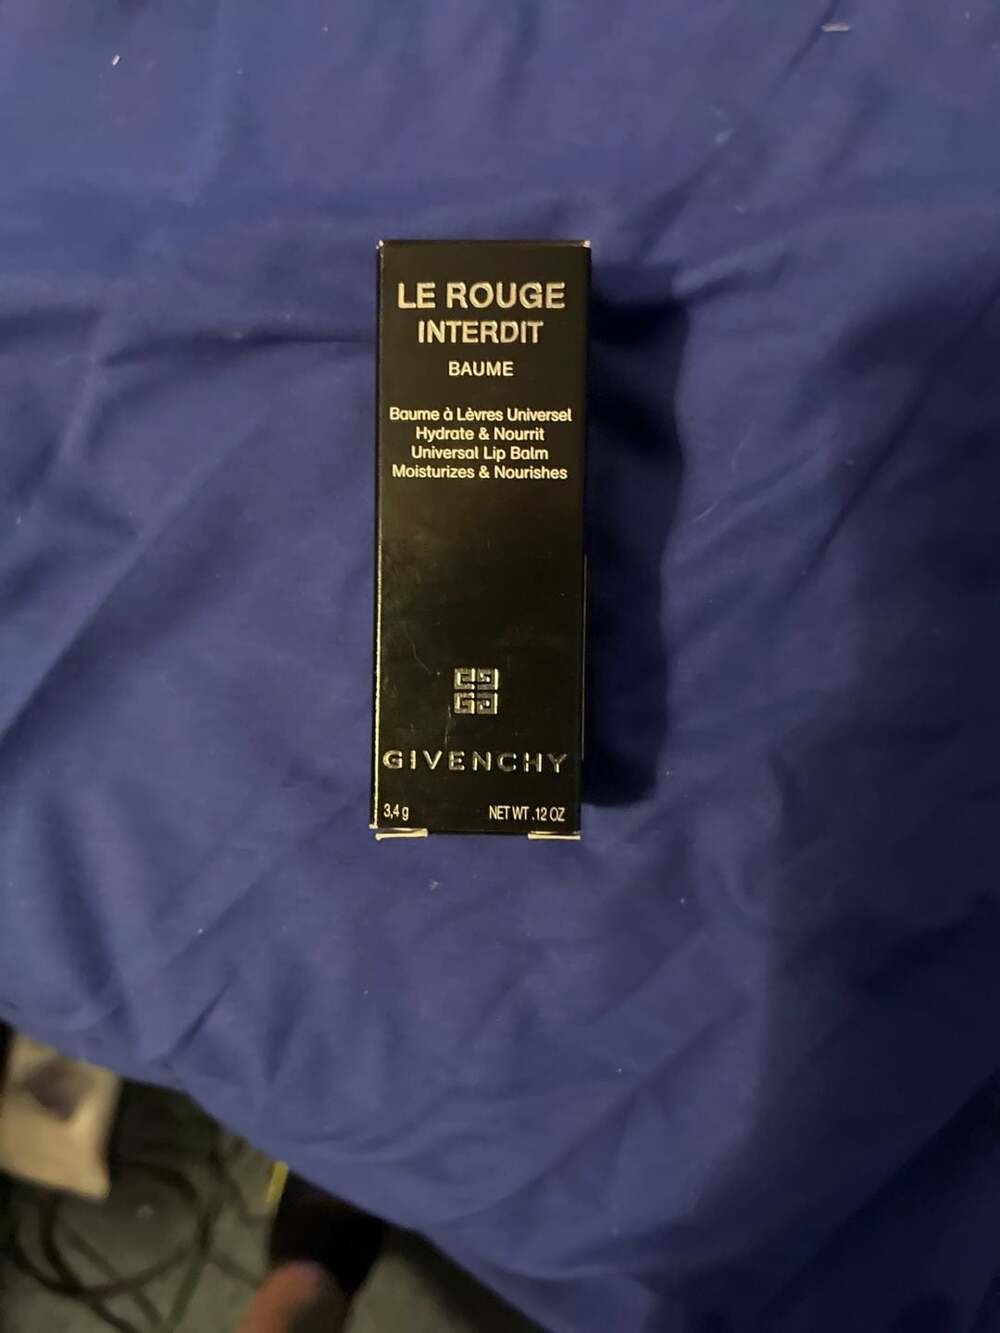 LE ROUGE
INTERDIT
BAUME
Baume à Lèvres Universel
Hydrate & Nourrit
Universal Lip Balm
Moisturizes & Nourishes
GIVENCHY
3,4 g NET WT .12 OZ